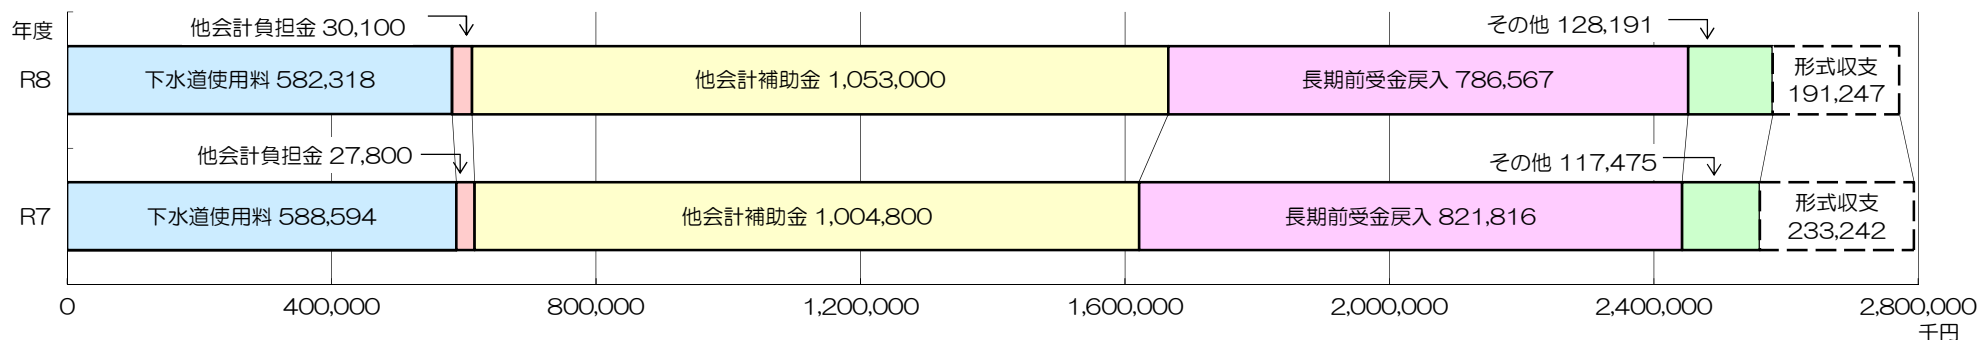 年度
他会計負担金 30,100
その他 128,191
R8
下水道使用料 582,318
他会計補助金 1,053,000
長期前受金戻入 786,567
形式収支
191,247
他会計負担金 27,800
その他 117,475
R7
下水道使用料 588,594
他会計補助金 1,004,800
長期前受金戻入 821,816
形式収支
233,242
0
400,000
800,000
1,200,000
1,600,000
2,000,000
2,400,000
2,800,000
千円